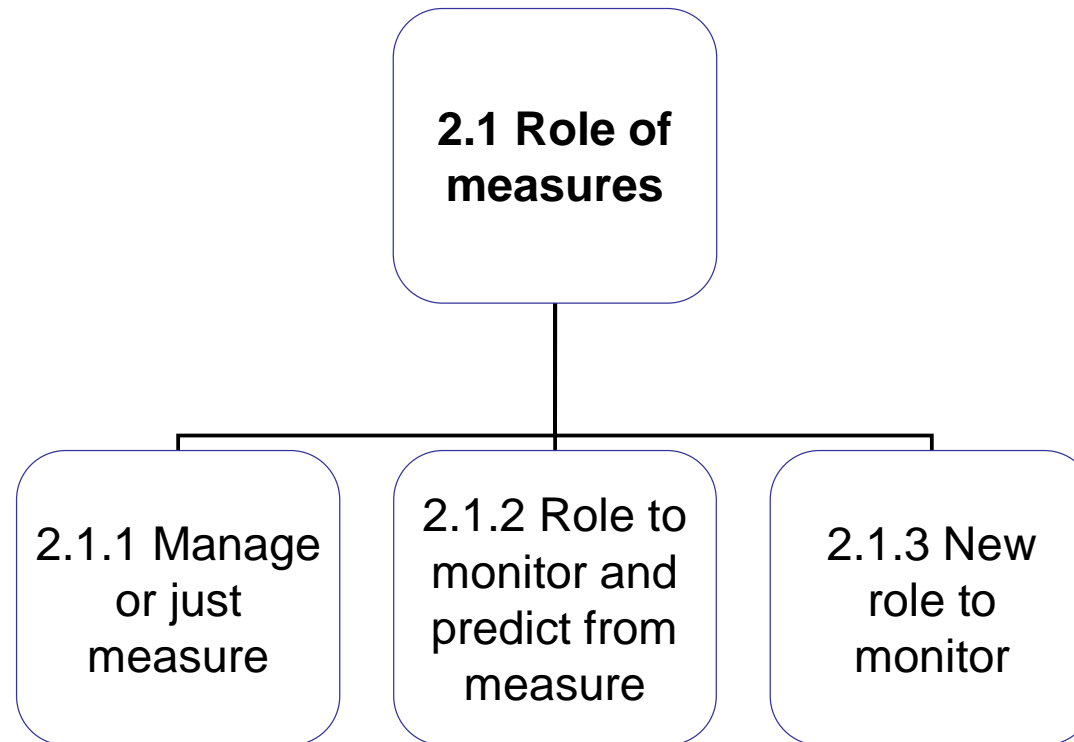 2.1 Role of
measures
2.1.1 Manage
or just
measure
2.1.2 Role to
monitor and
predict from
measure
2.1.3 New
role to
monitor